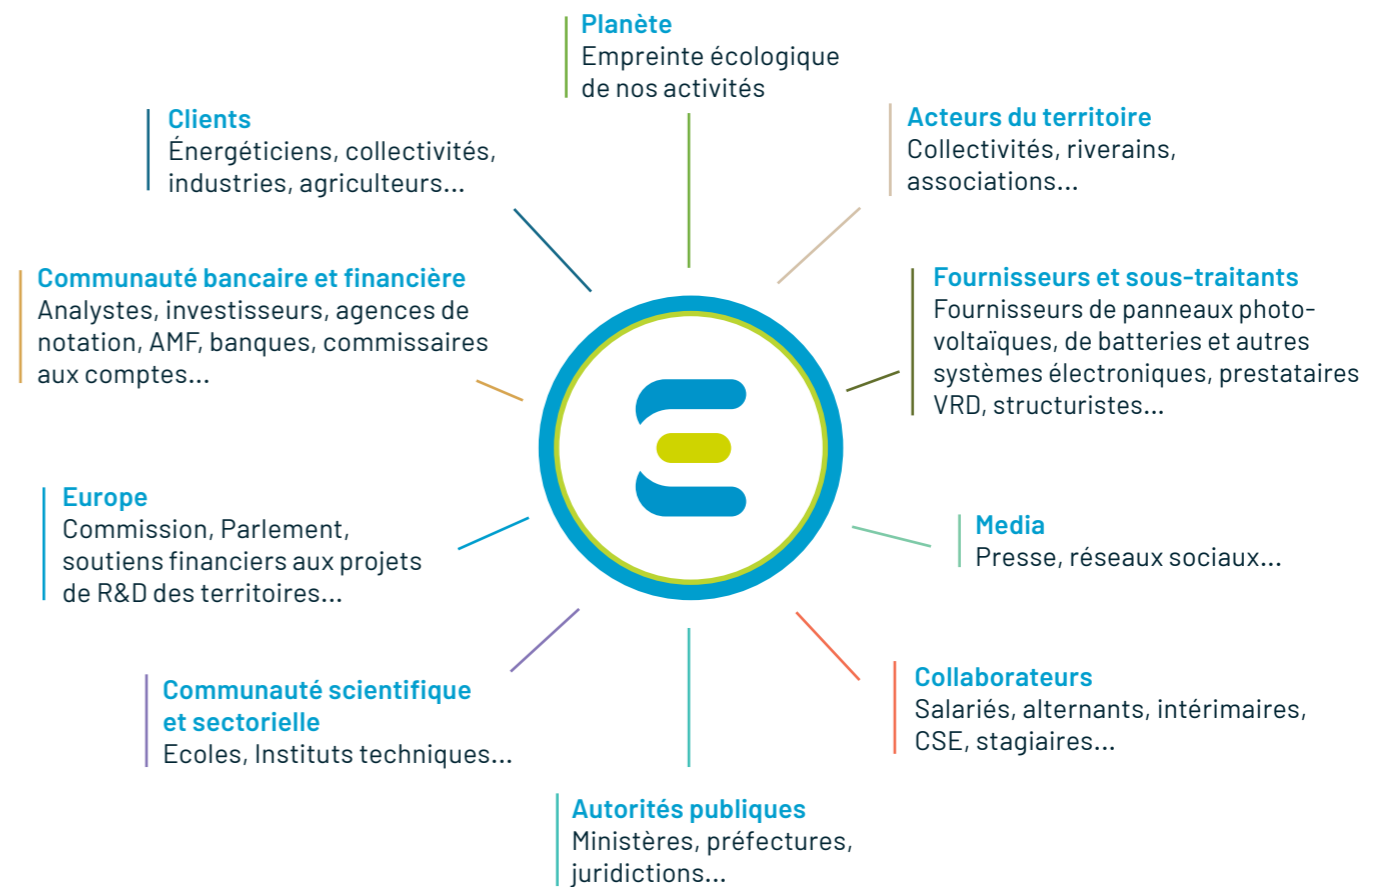 Planète
Empreinte écologique
de nos activités
Clients
Énergéticiens, collectivités,
industries, agriculteurs...
Acteurs du territoire
Collectivités, riverains,
associations...
Communauté bancaire et financière
Analystes, investisseurs, agences de
notation, AMF, banques, commissaires
aux comptes...
Fournisseurs et sous-traitants
Fournisseurs de panneaux photo-
voltaïques, de batteries et autres
systèmes électroniques, prestataires
VRD, structuristes...
Europe
Commission, Parlement,
soutiens financiers aux projets
de R&D des territoires...
Media
Presse, réseaux sociaux...
Communauté scientifique
et sectorielle
Ecoles, Instituts techniques...
Collaborateurs
Salariés, alternants, intérimaires,
CSE, stagiaires...
Autorités publiques
Ministères, préfectures,
juridictions...